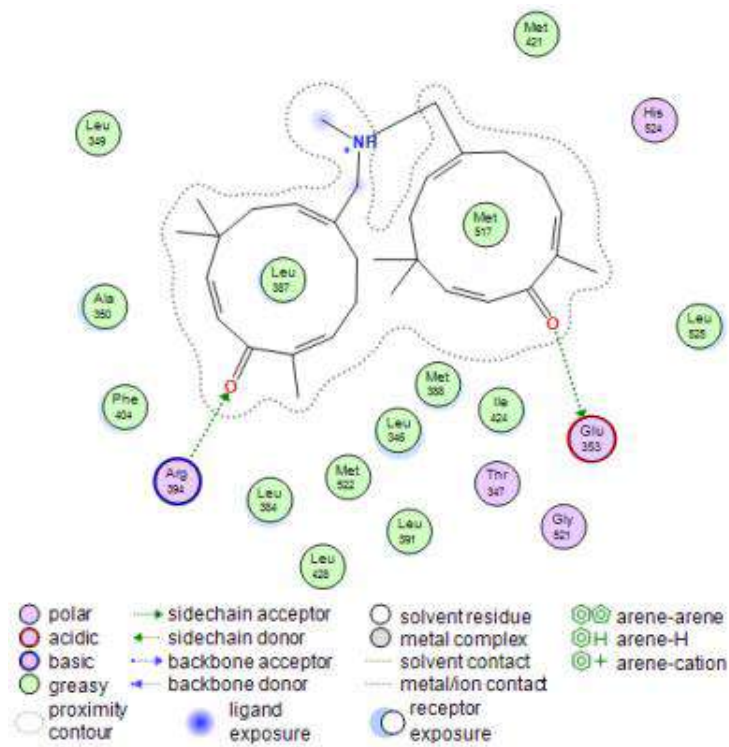 Met
421
His
524
Leu
349
NH
Met
517
Leu
387
Ala
350
Leu
525
O
Met
388
O
Phe
404
Ile
424
Leu
346
Glu
353
Arg
394
Met
522
Thr
347
Leu
384
Gly
521
Leu
391
Leu
428
polar
acidic
basic
greasy
proximity
contour
sidechain acceptor
sidechain donor
backbone acceptor
backbone donor
ligand
exposure
solvent residue
metal complex
solvent contact
metal/ion contact
receptor
exposure
arene-arene
H arene-H
+ arene-cation